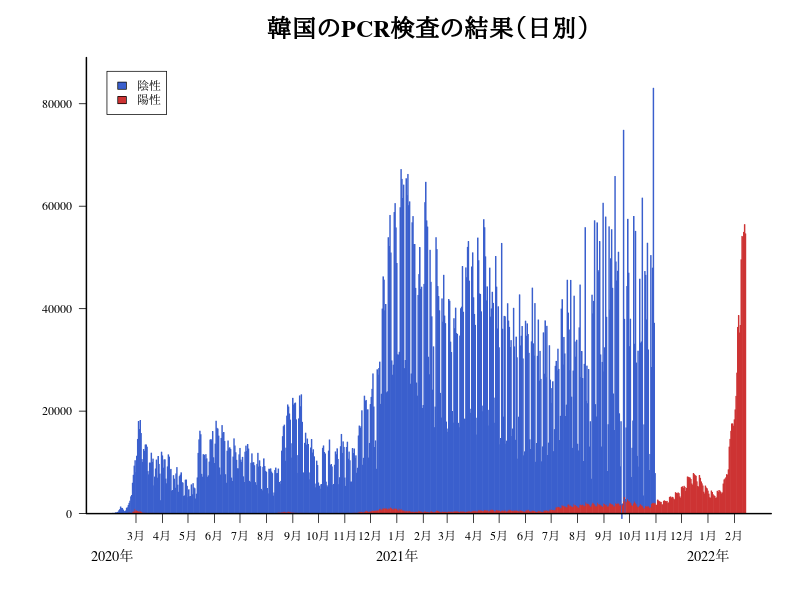 韓国のPCR検査の結果（日別）
陰性
陽性
80000
60000
40000
20000
0
3月 4月 5月 6月 7月 8月 9月 10月 11月 12月 1月 2月 3月 4月 5月 6月 7月 8月 9月 10月 11月 12月 1月 2月
2020年 2021年 2022年